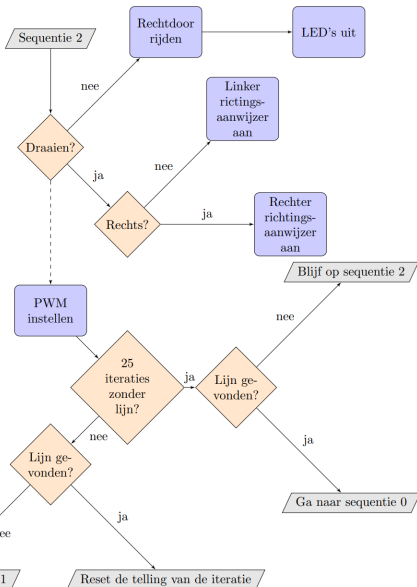 Sequentie 2
Rechtdoor
rijden
LED's uit
nee
Linker
rictings-
aanwijzer
aan
Draaien?
ja
nee
Rechts?
ja
Rechter
richtings-
aanwijzer
aan
Blijf op sequentie 2
PWM
instellen
nee
25
iteraties
zonder
lijn?
ja
Lijn ge-
vonden?
nee
Lijn ge-
vonden?
ja
Ga naar sequentie 0
ee
ja
1
Reset de telling van de iteratie